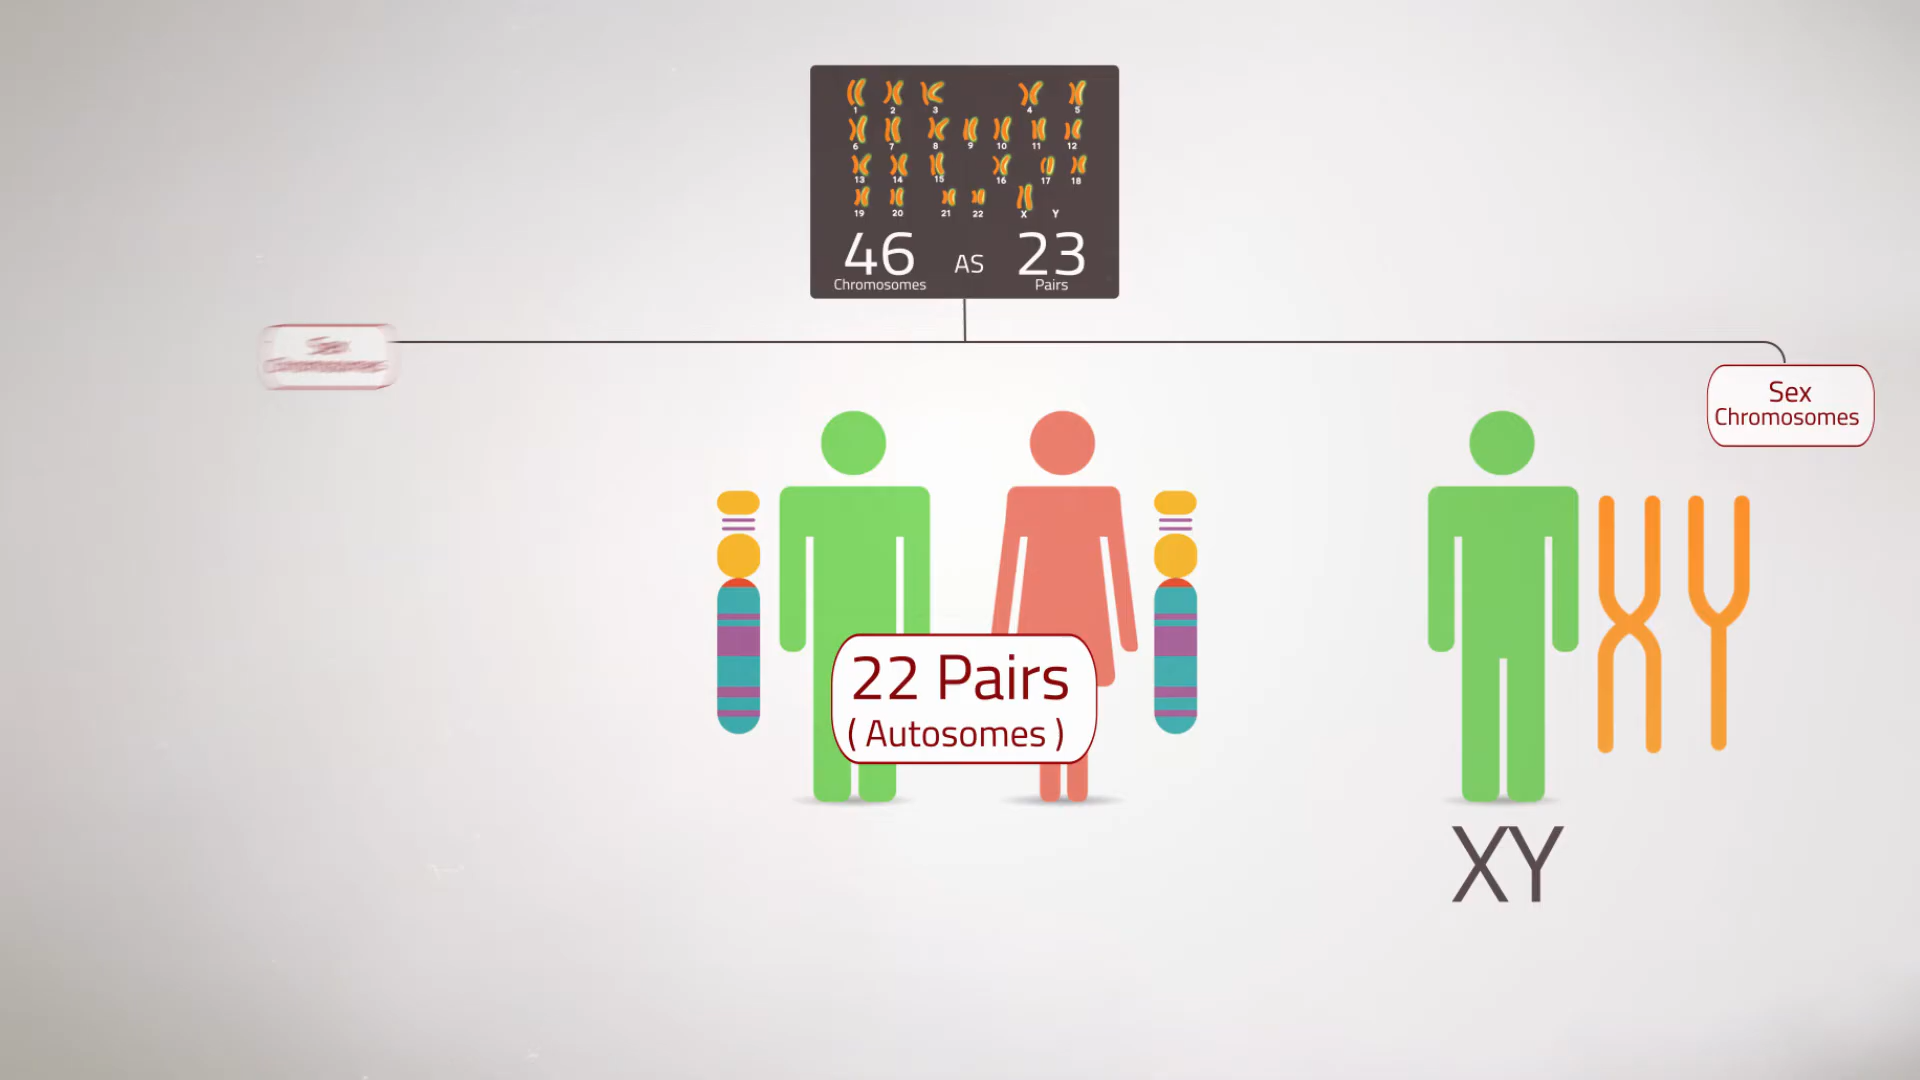 1 2 3 4 5
6 7 8 9 10 11 12
13 14 15 16 17 18
19 20 21 22 X Y
46 AS 23
Chromosomes Pairs
Sex
Chromosomes
22 Pairs
( Autosomes )
XY